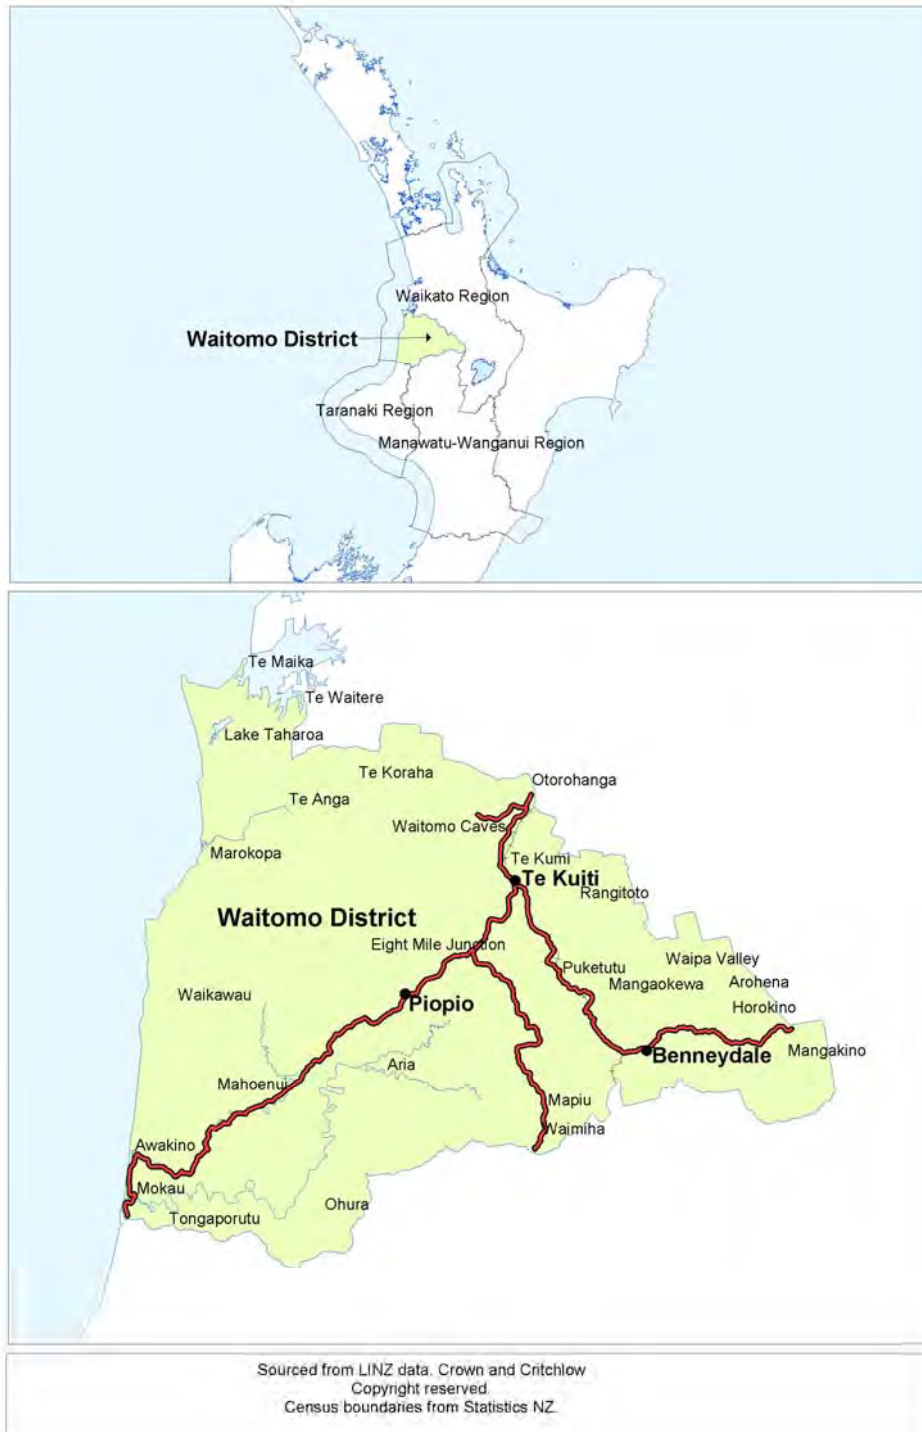 Waikato Region
Waitomo District
Taranaki Region
Manawatu-Wanganui Region
Te Maika
Te Waitere
Lake Taharoa
Te Koraha
Otorohanga
Te Anga
Waitomo Caves
Marokopa
Te Kumi
Te Kuiti
Rangitoto
Waitomo District
Eight Mile Junction
Waipa Valley
Puketutu
Mangaokewa
Arohena
Waikawau
Piopio
Horokino
Benneydale
Mangakino
Aria
Mahoenui
Mapiu
Waimiha
Awakino
Mokau
Ohura
Tongaporutu
Sourced from LINZ data. Crown and Critchlow
Copyright reserved.
Census boundaries from Statistics NZ.